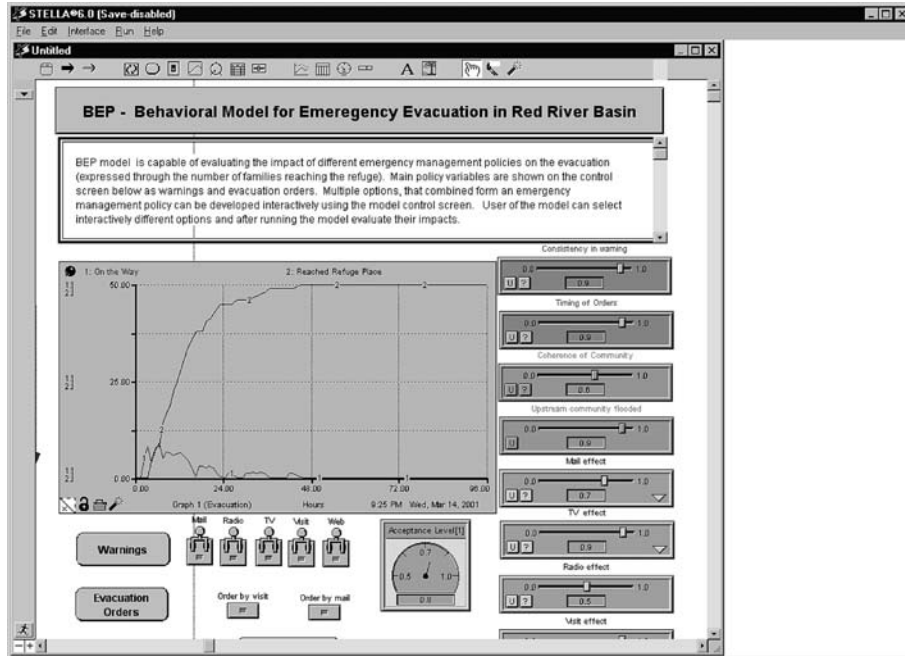 STELLA®6.0 (Save-disabled)
File Edit Interface Run Help
Untitled
A
BEP - Behavioral Model for Emeregency Evacuation in Red River Basin
BEP model is capable of evaluating the impact of different emergency management policies on the evacuation
(expressed through the number of families reaching the refuge). Main policy variables are shown on the control
screen below as warnings and evacuation orders. Multiple options, that combined form an emergency
management policy can be developed interactively using the model control screen. User of the model can select
interactively different options and after running the model evaluate their impacts.
Consistency in warning
0.0 1.0
U ? 0.9
Timing of Orders
0.0 1.0
U ? 0.9
Coherence of Community
0.0 1.0
U ? 0.6
Upstream community flooded
0.0 1.0
U 0.9
Mail effect
0.0 1.0
U ? 0.7
TV effect
0.0 1.0
U ? 0.9
Radio effect
0.0 1.0
U ? 0.5
Visit effect
1: On the Way 2: Reached Refuge Place
50.00
25.00
0.00
0.00 24.00 48.00 72.00 96.00
Graph 1 (Evacuation) Hours 9:25 PM Wed, Mar 14, 2001
Mail Radio TV Visit Web
Warnings
Acceptance Level[1]
0.7
0.5 1.0
0.8
Evacuation
Orders
Order by visit Order by mail